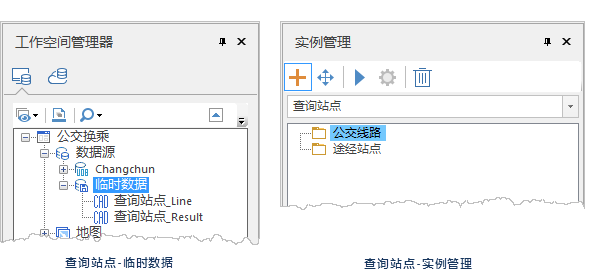 工作空间管理器
公交换乘
数据源
Changchun
临时数据
查询站点_Line
查询站点_Result
地图
查询站点-临时数据
实例管理
查询站点
公交线路
途经站点
查询站点-实例管理